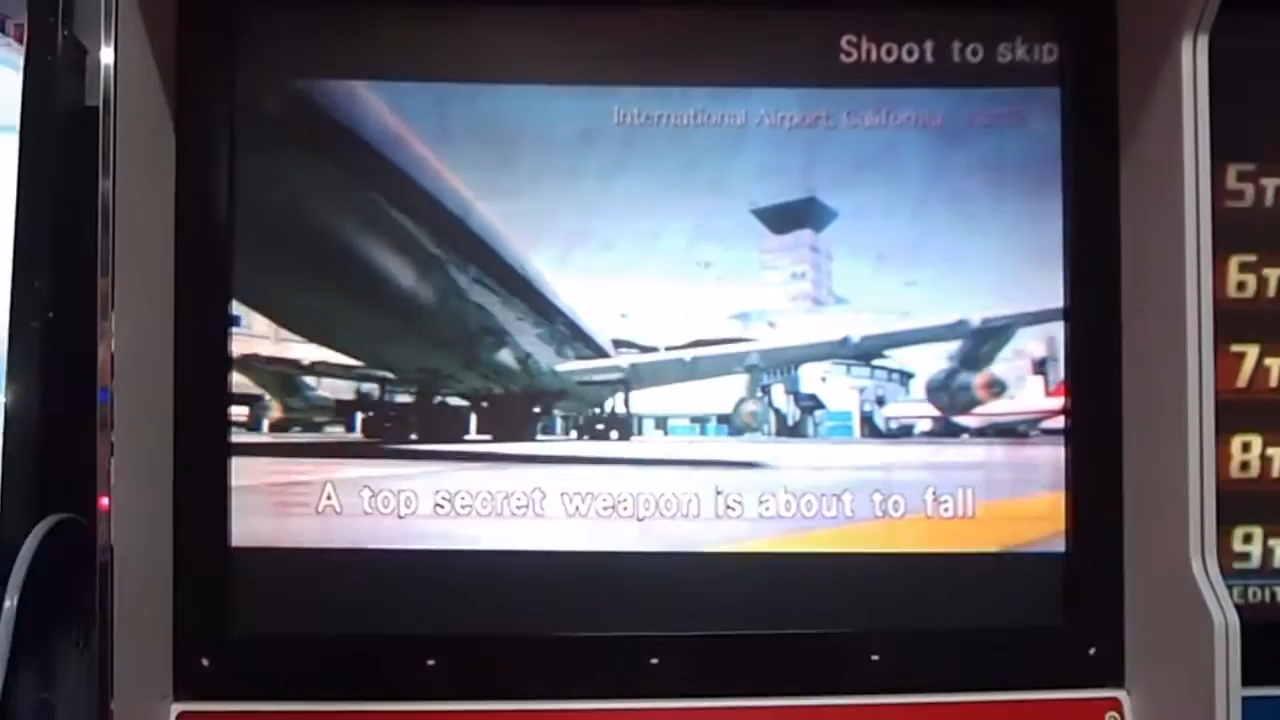 Shoot to skip
International Airport, California
A top secret weapon is about to fall
5T
6T
7T
8T
9T
EDIT